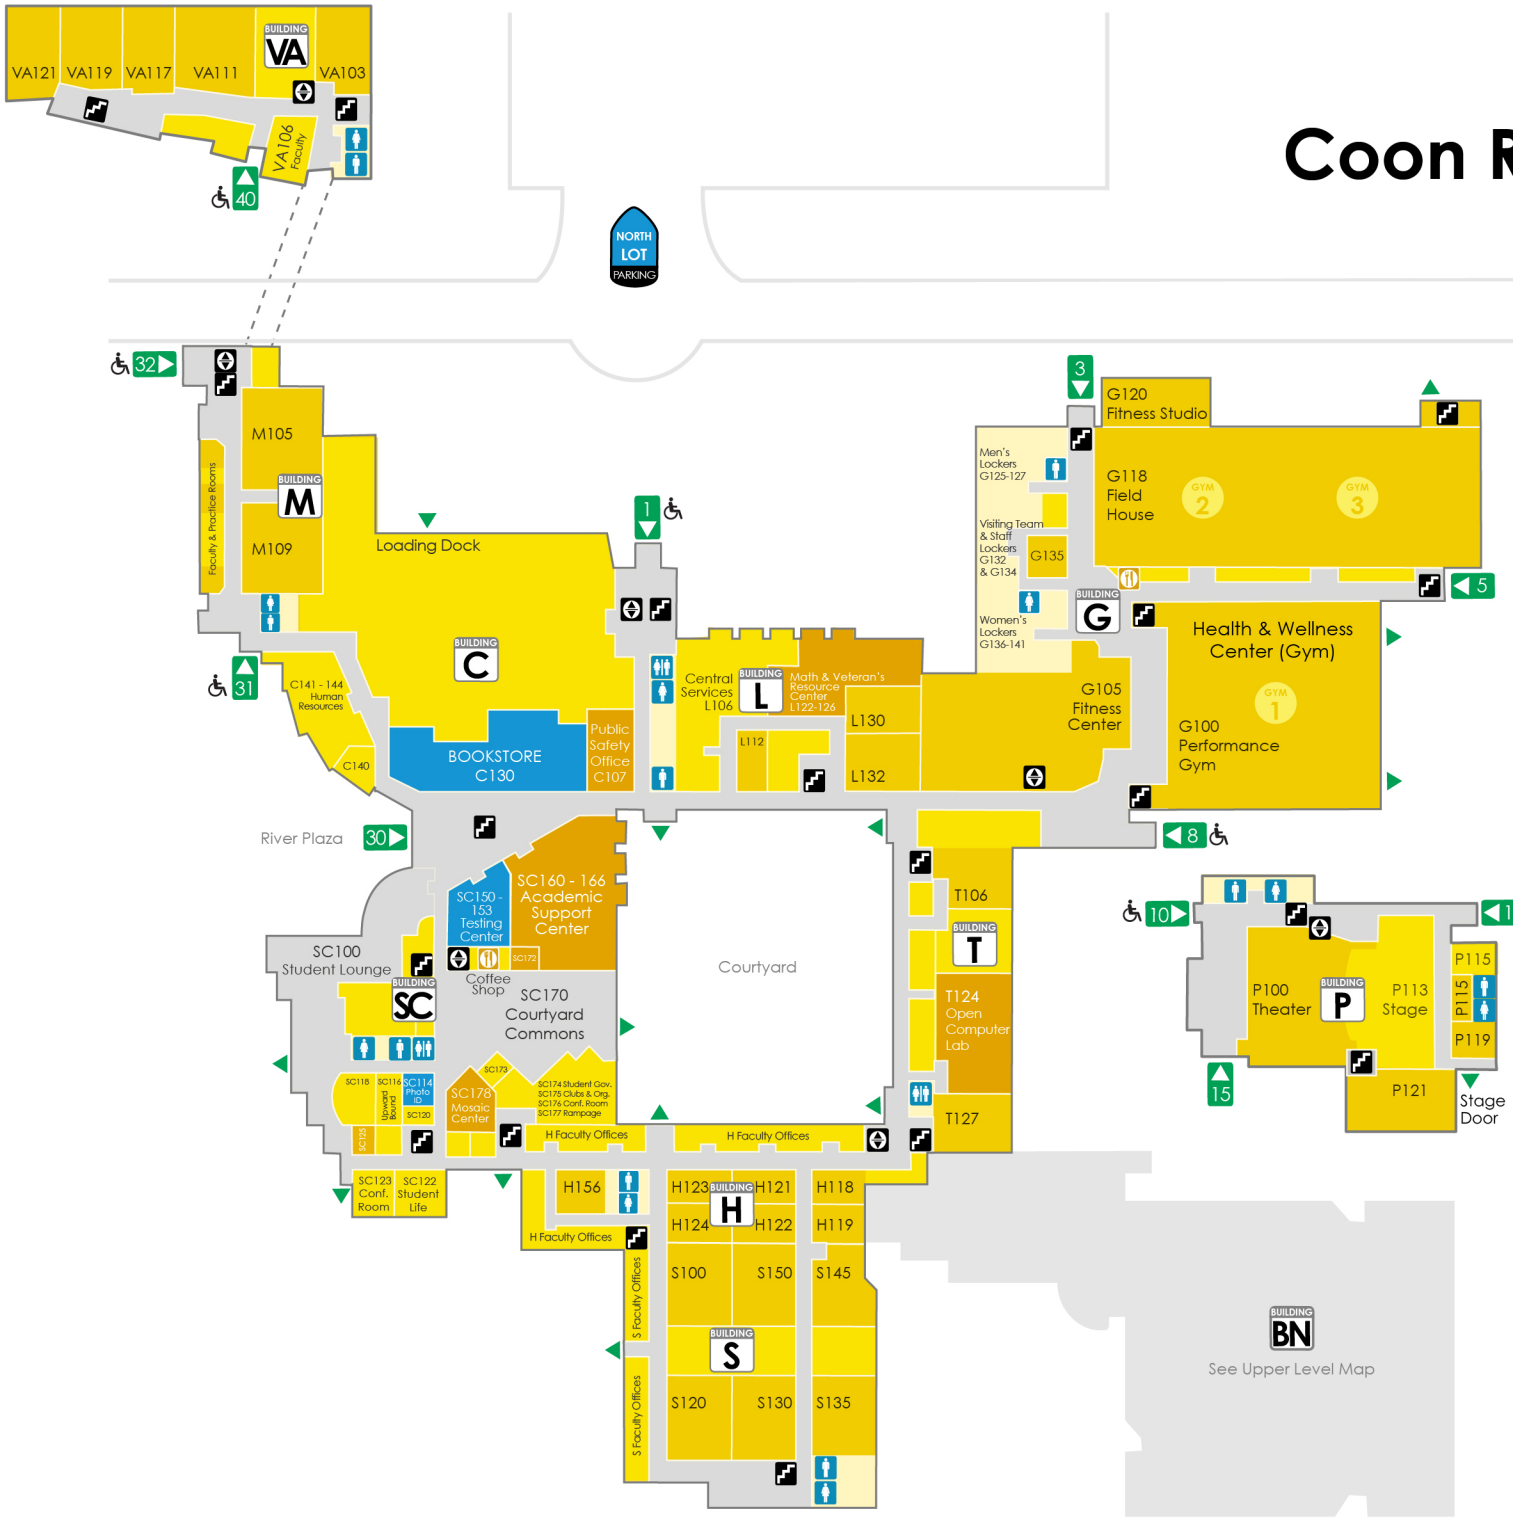 BUILDING
VA
VA121
VA119
VA117
VA111
VA103
VA106
Faculty
40
Coon R
NORTH
LOT
PARKING
32
M105
BUILDING
M
M109
Faculty & Practice Rooms
31
Loading Dock
1
BUILDING
C
C141 - 144
Human
Resources
C140
BOOKSTORE
C130
Public
Safety
Office
C107
Central
Services
L106
BUILDING
L
Math & Veteran's
Resource
Center
L122-126
L130
L112
L132
3
G120
Fitness Studio
Men's
Lockers
G125-127
G118
Field
House
GYM
2
GYM
3
Visiting Team
& Staff
Lockers
G132
& G134
G135
5
BUILDING
G
Women's
Lockers
G136-141
Health & Wellness
Center (Gym)
G105
Fitness
Center
GYM
1
G100
Performance
Gym
8
River Plaza
30
SC160 - 166
Academic
Support
Center
SC150 -
153
Testing
Center
SC172
Coffee
Shop
SC100
Student Lounge
BUILDING
SC
SC170
Courtyard
Commons
Courtyard
T106
BUILDING
T
T124
Open
Computer
Lab
T127
10
1
P100
Theater
BUILDING
P
P113
Stage
P115
P115
P119
P121
15
Stage
Door
SC118
SC116
Upward
Bound
SC114
Photo
ID
SC120
SC125
SC173
SC178
Mosaic
Center
SC174 Student Gov.
SC175 Clubs & Org.
SC176 Conf. Room
SC177 Rampage
SC123
Conf.
Room
SC122
Student
Life
H Faculty Offices
H Faculty Offices
H156
H123
BUILDING
H
H121
H118
H124
H122
H119
H Faculty Offices
S Faculty Offices
S100
S150
S145
BUILDING
S
S Faculty Offices
S120
S130
S135
BUILDING
BN
See Upper Level Map